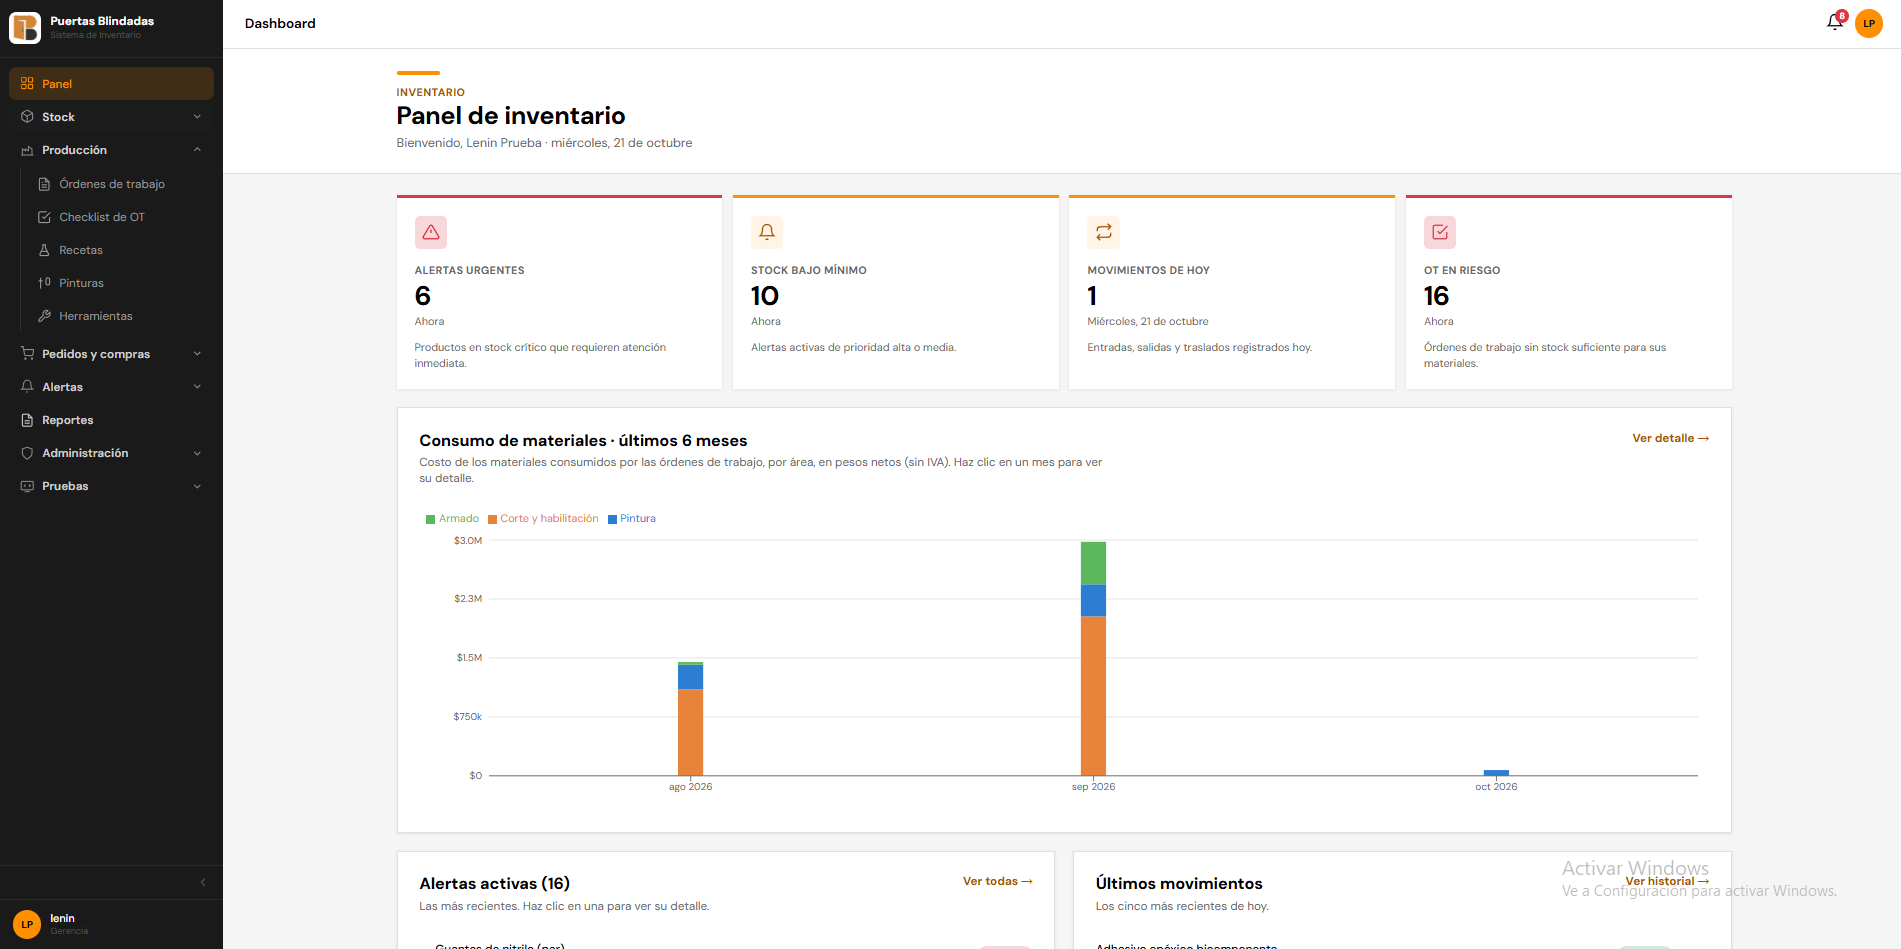 Puertas Blindadas
Sistema de Inventario
Panel
Stock
Producción
Órdenes de trabajo
Checklist de OT
Recetas
Pinturas
Herramientas
Pedidos y compras
Alertas
Reportes
Administración
Pruebas
LP
lenin
Gerencia
Dashboard
8
LP
INVENTARIO
Panel de inventario
Bienvenido, Lenin Prueba · miércoles, 21 de octubre
ALERTAS URGENTES
6
Ahora
Productos en stock crítico que requieren atención
inmediata.
STOCK BAJO MÍNIMO
10
Ahora
Alertas activas de prioridad alta o media.
MOVIMIENTOS DE HOY
1
Miércoles, 21 de octubre
Entradas, salidas y traslados registrados hoy.
OT EN RIESGO
16
Ahora
Órdenes de trabajo sin stock suficiente para sus
materiales.
Consumo de materiales · últimos 6 meses
Ver detalle →
Costo de los materiales consumidos por las órdenes de trabajo, por área, en pesos netos (sin IVA). Haz clic en un mes para ver
su detalle.
Armado Corte y habilitación Pintura
$3.0M
$2.3M
$1.5M
$750k
$0
ago 2026 sep 2026 oct 2026
Alertas activas (16)
Ver todas →
Las más recientes. Haz clic en una para ver su detalle.
Guantes de nitrilo (par)
Últimos movimientos
Ver historial →
Los cinco más recientes de hoy.
Adhesivo epóxico bicomponente
Activar Windows
Ve a Configuración para activar Windows.